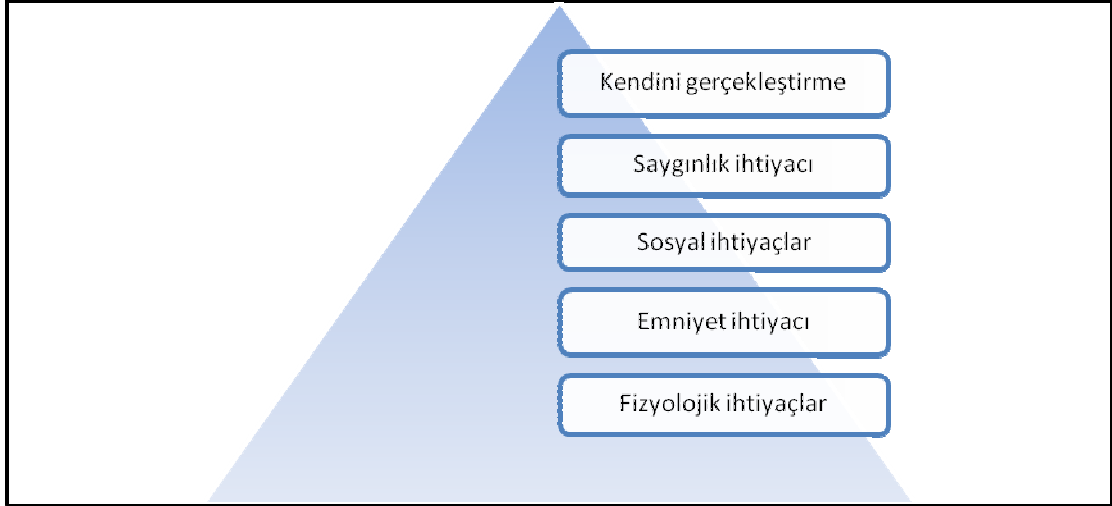 Kendini gerçekleştirme
Saygınlık ihtiyacı
Sosyal ihtiyaçlar
Emniyet ihtiyacı
Fizyolojik ihtiyaçlar